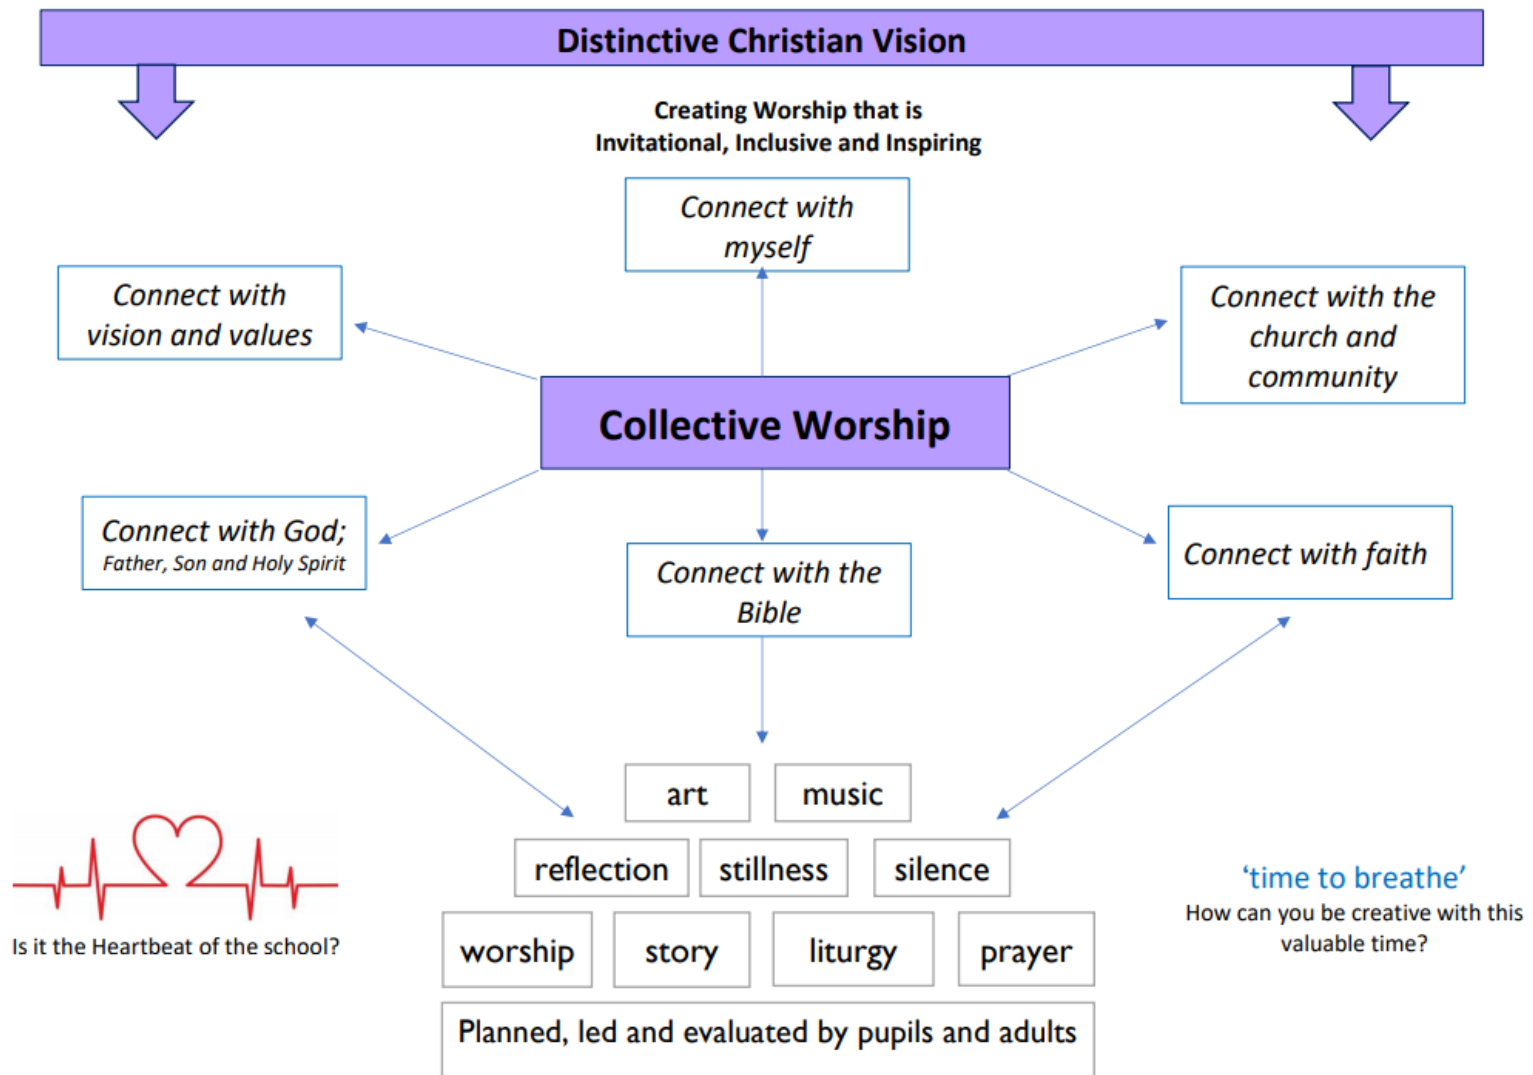 Distinctive Christian Vision
Creating Worship that is
Invitational, Inclusive and Inspiring
Connect with
myself
Connect with
vision and values
Connect with the
church and
community
Collective Worship
Connect with God;
Father, Son and Holy Spirit
Connect with the
Bible
Connect with faith
art
music
reflection
stillness
silence
worship
story
liturgy
prayer
Planned, led and evaluated by pupils and adults
Is it the Heartbeat of the school?
‘time to breathe’
How can you be creative with this
valuable time?